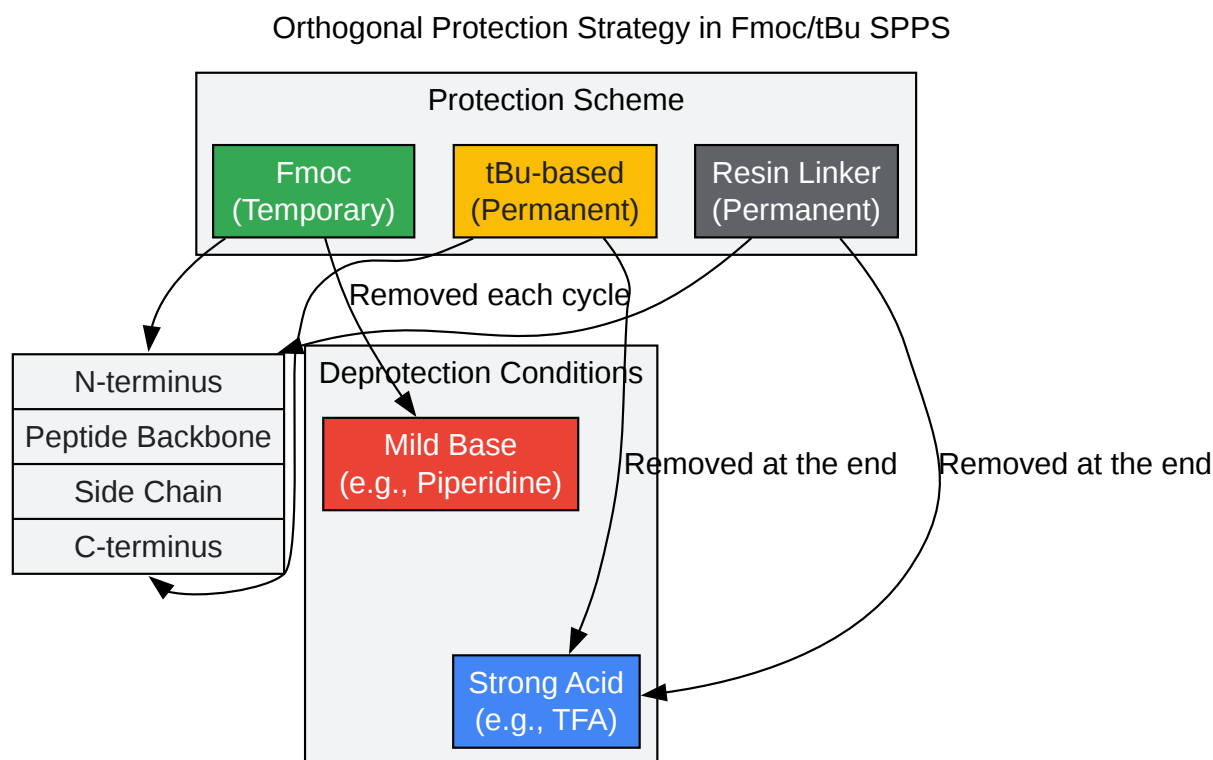 Orthogonal Protection Strategy in Fmoc/tBu SPPS
Protection Scheme
Fmoc
(Temporary)
tBu-based
(Permanent)
Resin Linker
(Permanent)
Removed each cycle
N-terminus
Peptide Backbone
Side Chain
C-terminus
Deprotection Conditions
Mild Base
(e.g., Piperidine)
Removed at the end
Removed at the end
Strong Acid
(e.g., TFA)